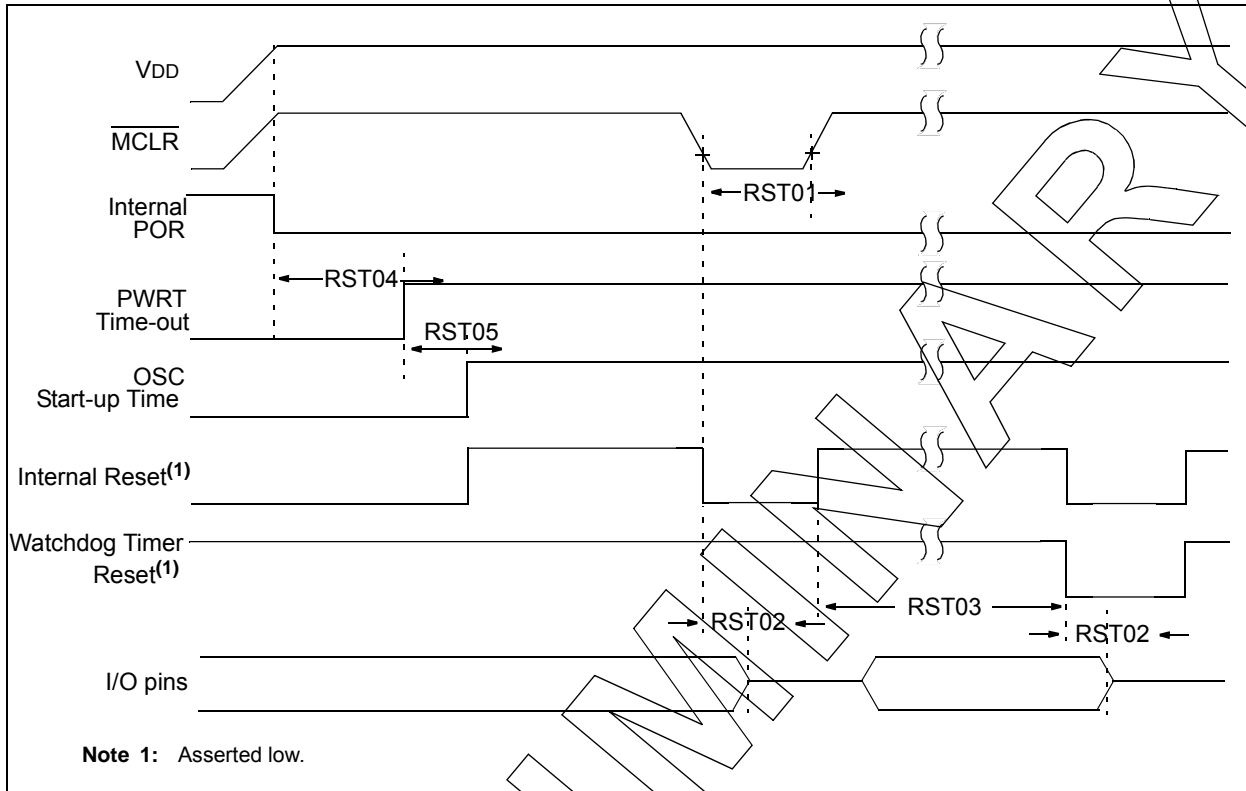 VDD
MCLR
RST01
Internal
POR
RST04
PWRT
Time-out
RST05
OSC
Start-up Time
Internal Reset(1)
Watchdog Timer
Reset(1)
RST03
RST02
RST02
I/O pins
Note 1: Asserted low.
IMINARY